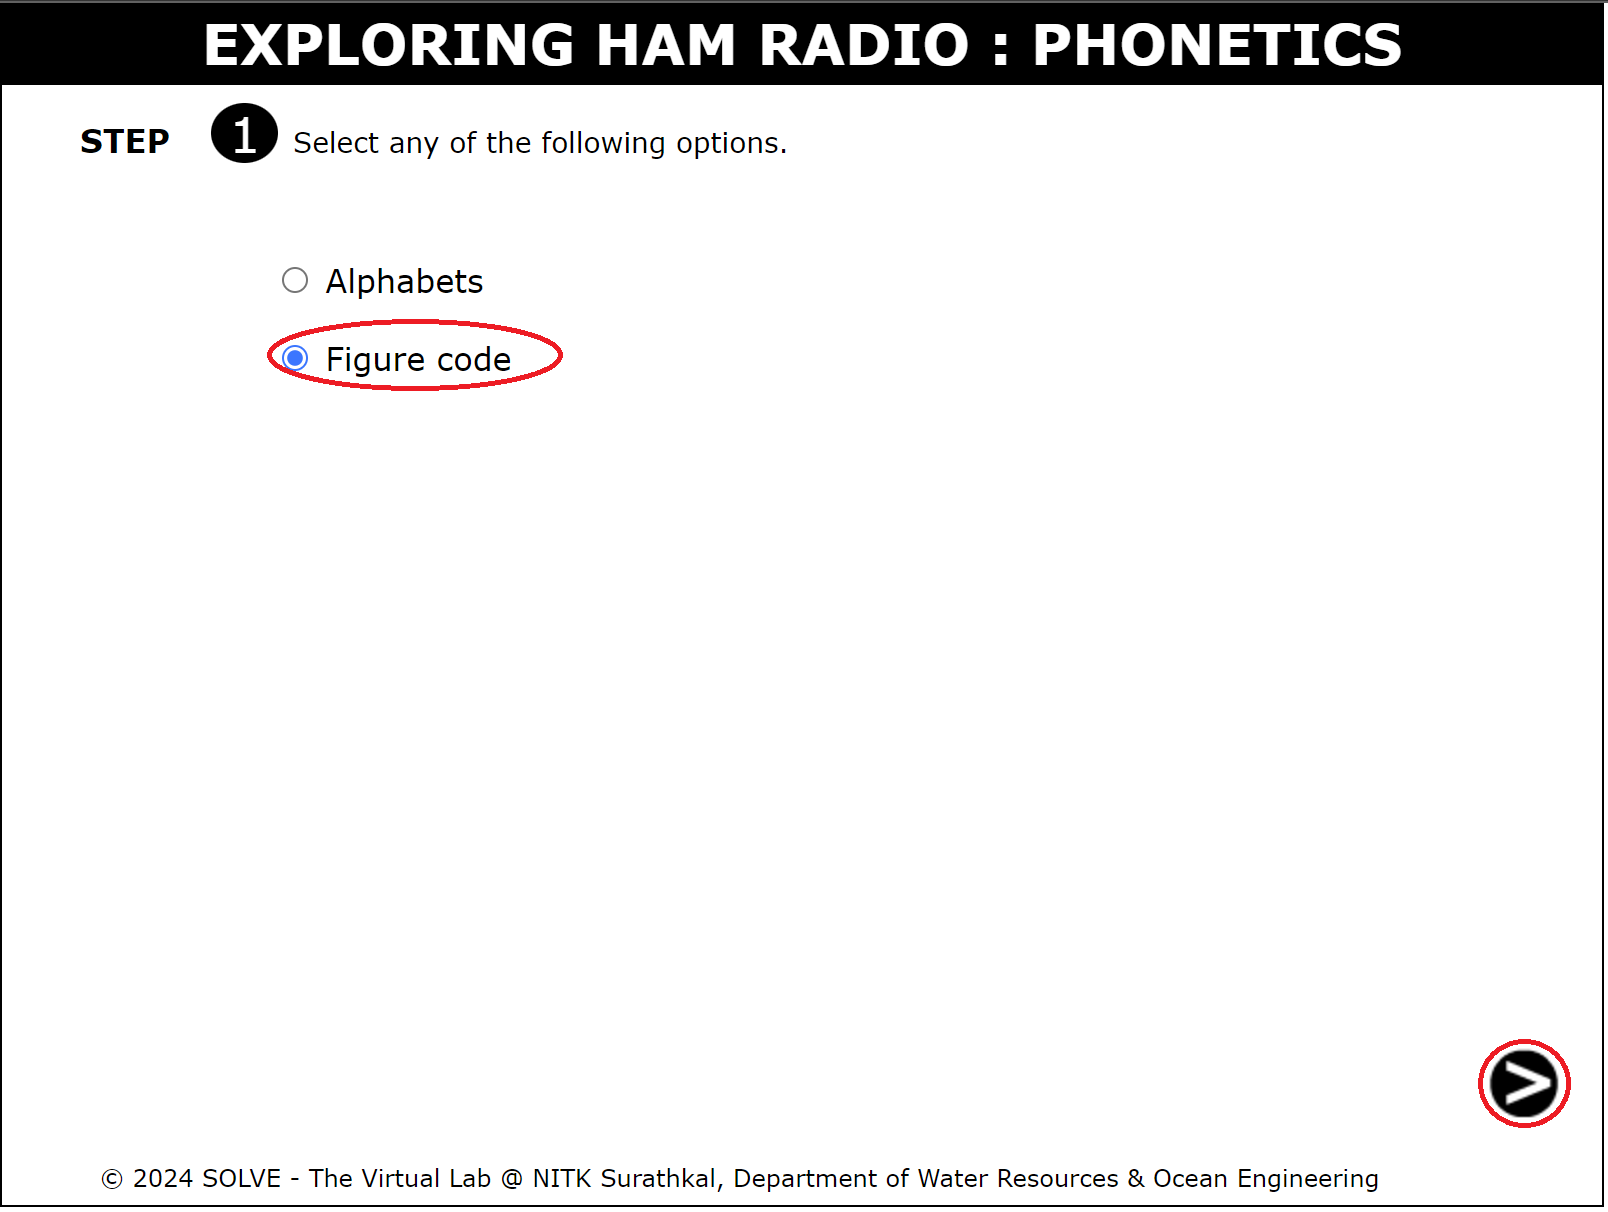 EXPLORING HAM RADIO : PHONETICS
STEP 1 Select any of the following options.
Alphabets
Figure code
>
© 2024 SOLVE - The Virtual Lab @ NITK Surathkal, Department of Water Resources & Ocean Engineering